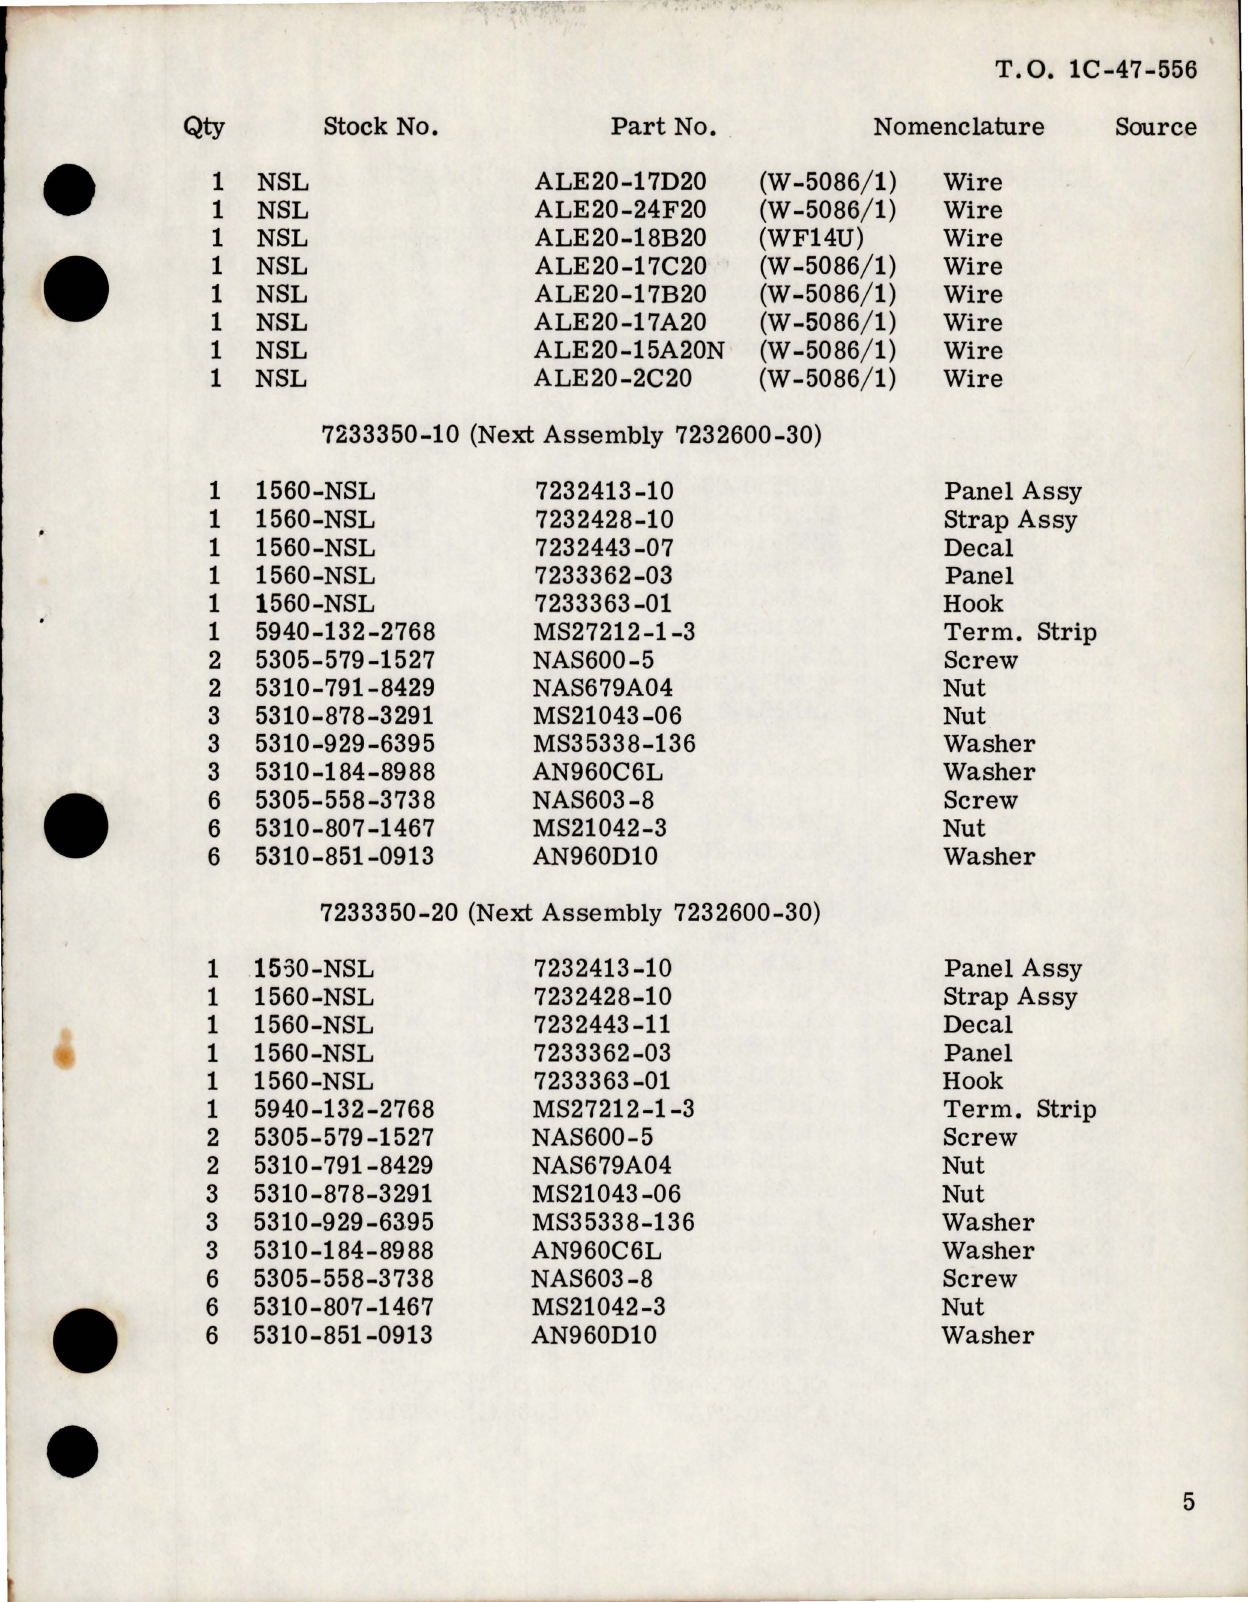 T.O. 1C-47-556
Qty Stock No. Part No. Nomenclature Source
1 NSL ALE20-17D20 (W-5086/1) Wire
1 NSL ALE20-24F20 (W-5086/1) Wire
1 NSL ALE20-18B20 (WF14U) Wire
1 NSL ALE20-17C20 (W-5086/1) Wire
1 NSL ALE20-17B20 (W-5086/1) Wire
1 NSL ALE20-17A20 (W-5086/1) Wire
1 NSL ALE20-15A20N (W-5086/1) Wire
1 NSL ALE20-2C20 (W-5086/1) Wire
7233350-10 (Next Assembly 7232600-30)
1 1560-NSL 7232413-10 Panel Assy
1 1560-NSL 7232428-10 Strap Assy
1 1560-NSL 7232443-07 Decal
1 1560-NSL 7233362-03 Panel
1 1560-NSL 7233363-01 Hook
1 5940-132-2768 MS27212-1-3 Term. Strip
2 5305-579-1527 NAS600-5 Screw
2 5310-791-8429 NAS679A04 Nut
3 5310-878-3291 MS21043-06 Nut
3 5310-929-6395 MS35338-136 Washer
3 5310-184-8988 AN960C6L Washer
6 5305-558-3738 NAS603-8 Screw
6 5310-807-1467 MS21042-3 Nut
6 5310-851-0913 AN960D10 Washer
7233350-20 (Next Assembly 7232600-30)
1 1560-NSL 7232413-10 Panel Assy
1 1560-NSL 7232428-10 Strap Assy
1 1560-NSL 7232443-11 Decal
1 1560-NSL 7233362-03 Panel
1 1560-NSL 7233363-01 Hook
1 5940-132-2768 MS27212-1-3 Term. Strip
2 5305-579-1527 NAS600-5 Screw
2 5310-791-8429 NAS679A04 Nut
3 5310-878-3291 MS21043-06 Nut
3 5310-929-6395 MS35338-136 Washer
3 5310-184-8988 AN960C6L Washer
6 5305-558-3738 NAS603-8 Screw
6 5310-807-1467 MS21042-3 Nut
6 5310-851-0913 AN960D10 Washer
5